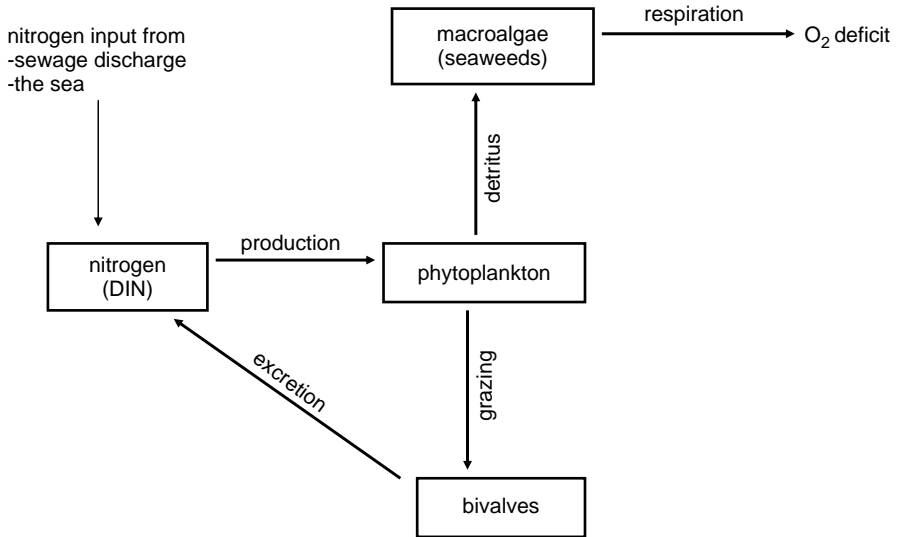 nitrogen input from
-sewage discharge
-the sea
macroalgae
(seaweeds)
respiration
O₂ deficit
detritus
production
nitrogen
(DIN)
phytoplankton
excretion
grazing
bivalves